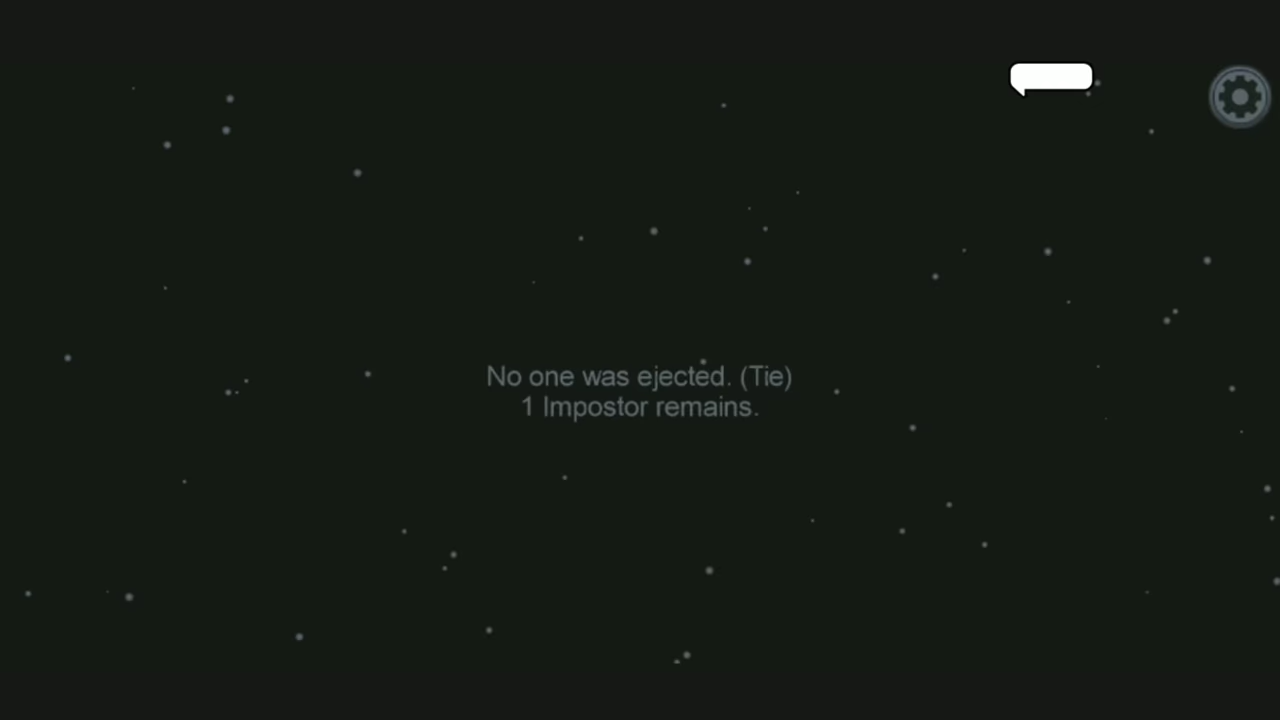 No one was ejected. (Tie)
1 Impostor remains.